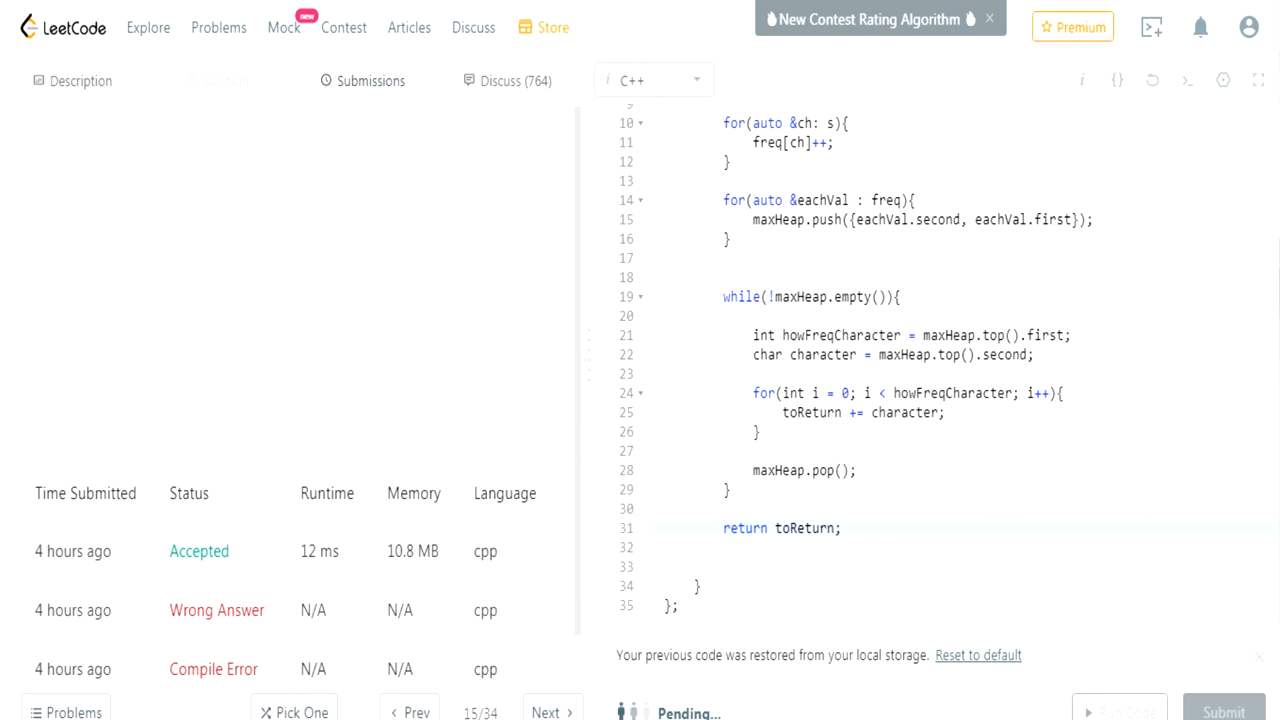 LeetCode Explore Problems Mock new Contest Articles Discuss Store New Contest Rating Algorithm × Premium
Description Submissions Discuss (764)
i C++ i {}
9
10 for(auto &ch: s){
11 freq[ch]++;
12 }
13
14 for(auto &eachVal : freq){
15 maxHeap.push({eachVal.second, eachVal.first});
16 }
17
18
19 while(!maxHeap.empty()){
20
21 int howFreqCharacter = maxHeap.top().first;
22 char character = maxHeap.top().second;
23
24 for(int i = 0; i < howFreqCharacter; i++){
25 toReturn += character;
26 }
27
28 maxHeap.pop();
29 }
30
31 return toReturn;
32
33
34 }
35 };
Time Submitted Status Runtime Memory Language
4 hours ago Accepted 12 ms 10.8 MB cpp
4 hours ago Wrong Answer N/A N/A cpp
4 hours ago Compile Error N/A N/A cpp
Your previous code was restored from your local storage. Reset to default ×
Problems Pick One < Prev 15/34 Next > Pending... Run Code Submit